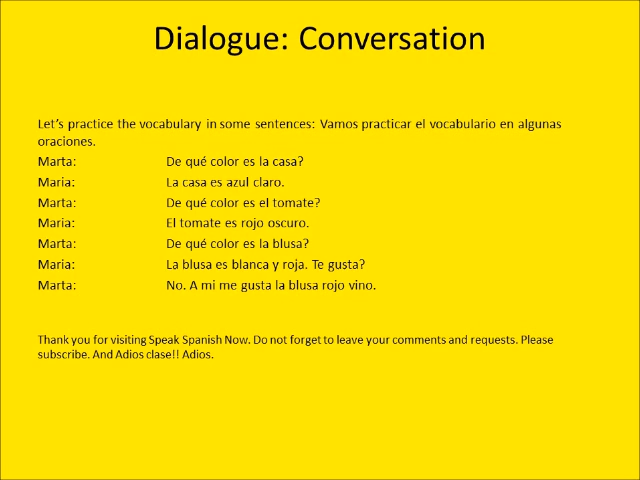 Dialogue: Conversation
Let’s practice the vocabulary in some sentences: Vamos practicar el vocabulario en algunas
oraciones.
Marta: De qué color es la casa?
Maria: La casa es azul claro.
Marta: De qué color es el tomate?
Maria: El tomate es rojo oscuro.
Marta: De qué color es la blusa?
Maria: La blusa es blanca y roja. Te gusta?
Marta: No. A mi me gusta la blusa rojo vino.
Thank you for visiting Speak Spanish Now. Do not forget to leave your comments and requests. Please
subscribe. And Adios clase!! Adios.